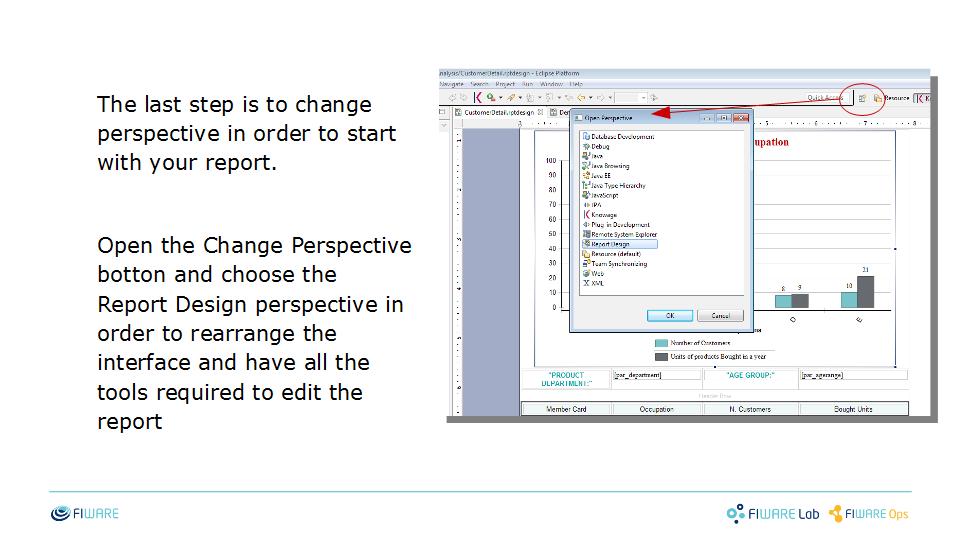 The last step is to change
perspective in order to start
with your report.
Open the Change Perspective
botton and choose the
Report Design perspective in
order to rearrange the
interface and have all the
tools required to edit the
report
nalysis/CustomerDetail.rptdesign - Eclipse Platform
Navigate Search Project Run Window Help
Quick Access
Resource
CustomerDetail.rptdesign
Open Perspective
Database Development
Debug
Java
Java Browsing
Java EE
Java Type Hierarchy
JavaScript
JPA
Knowage
Plug-in Development
Remote System Explorer
Report Design
Resource (default)
Team Synchronizing
Web
XML
OK Cancel
upation
100
90
80
70
60
50
40
30
20
10
0
8 9 10 21
D E
Number of Customers
Units of products Bought in a year
"PRODUCT DEPARTMENT:" [par_department] "AGE GROUP:" [par_agerange]
Header Row
Member Card Occupation N. Customers Bought Units
FIWARE FIWARE Lab FIWARE Ops